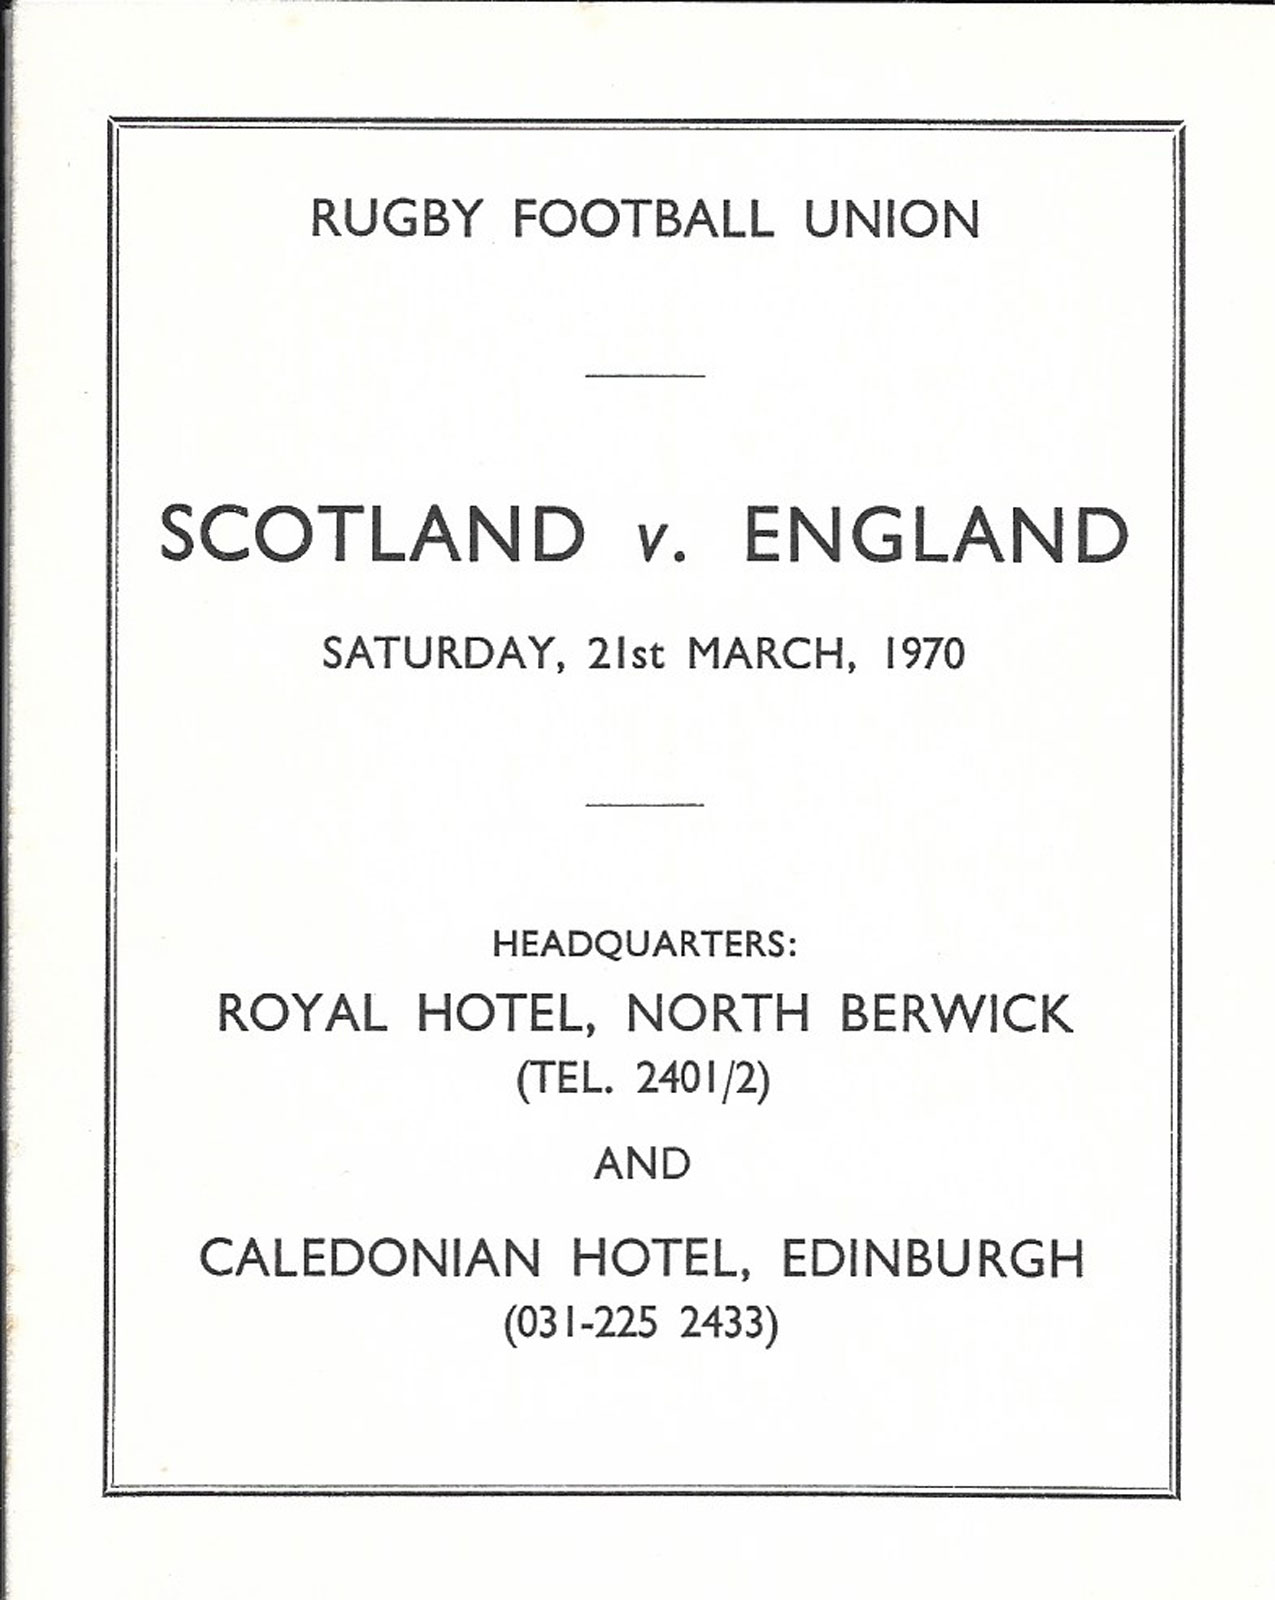 RUGBY FOOTBALL UNION
SCOTLAND v. ENGLAND
SATURDAY, 21st MARCH, 1970
HEADQUARTERS:
ROYAL HOTEL, NORTH BERWICK
(TEL. 2401/2)
AND
CALEDONIAN HOTEL, EDINBURGH
(031-225 2433)